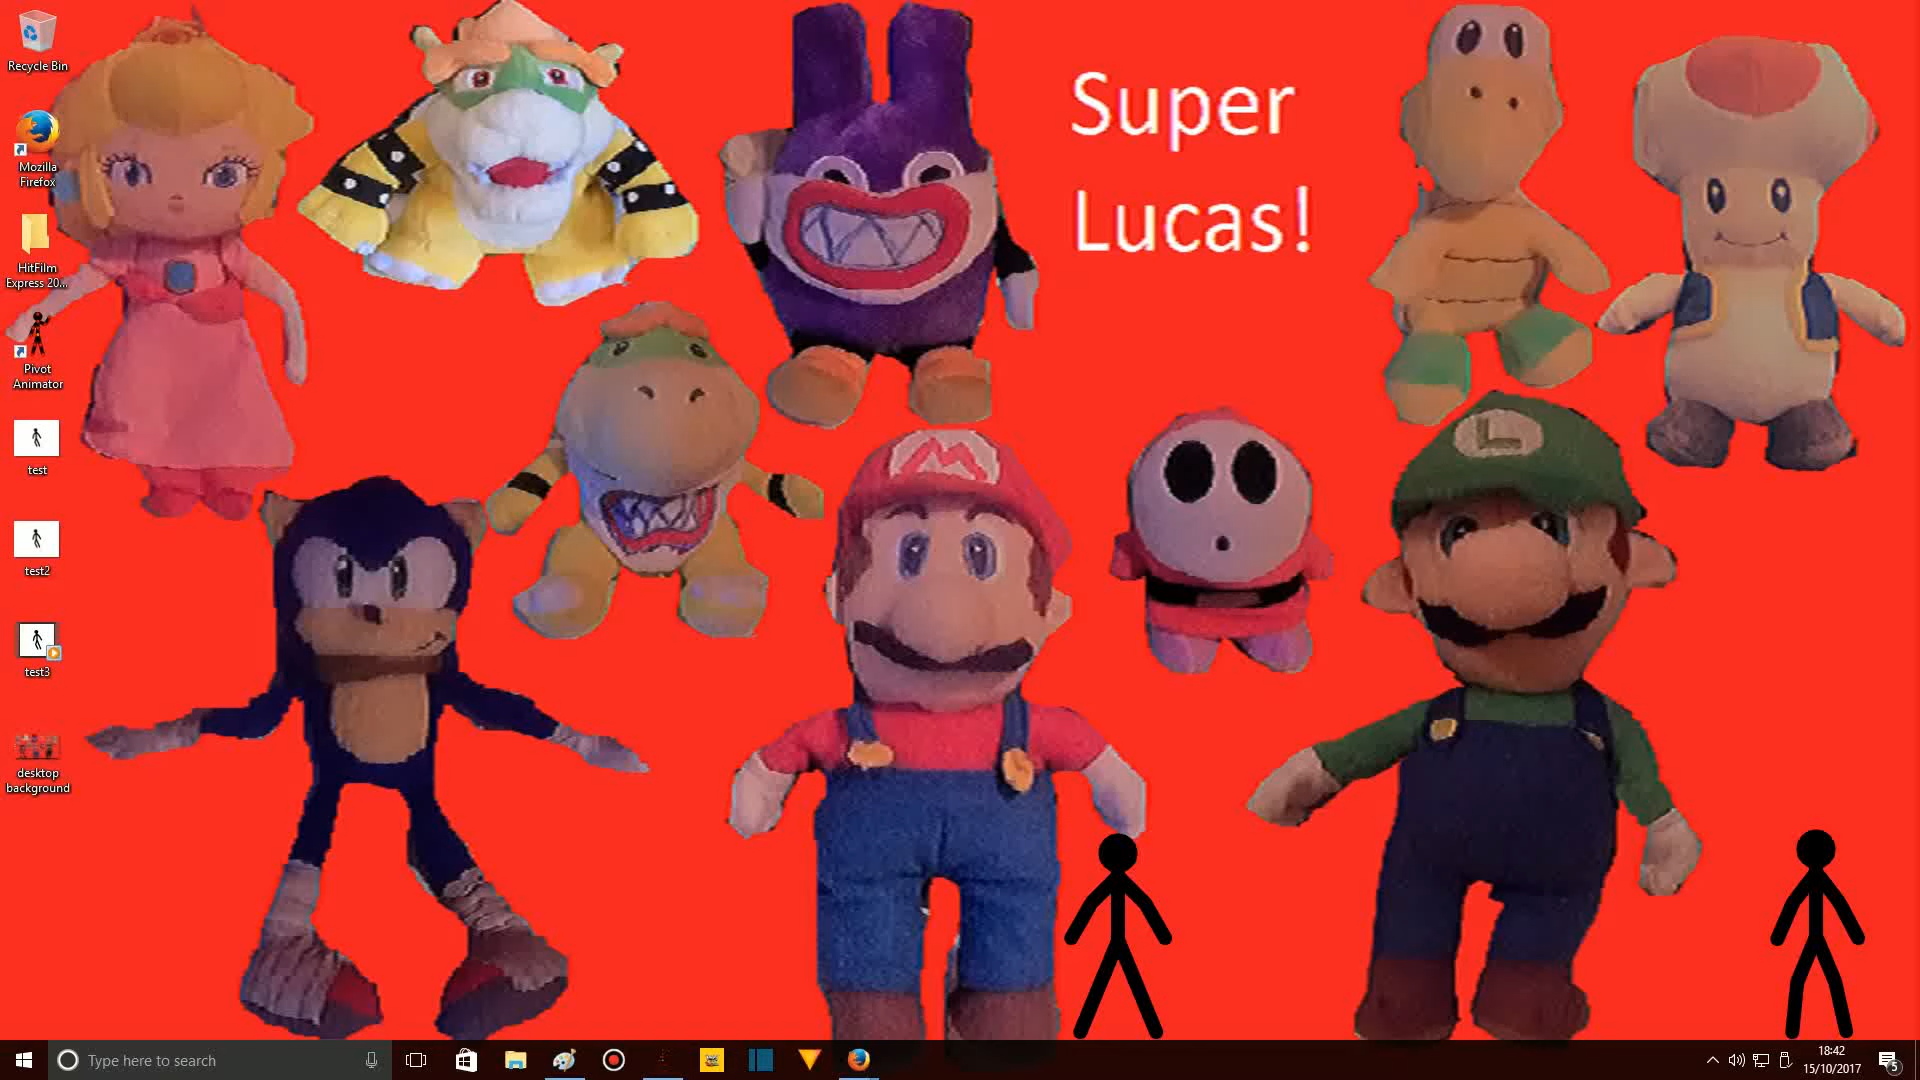 Recycle Bin
Mozilla
Firefox
HitFilm
Express 20...
Pivot
Animator
test
test2
test3
desktop
background
Super
Lucas!
M
L
Type here to search
18:42
15/10/2017
5